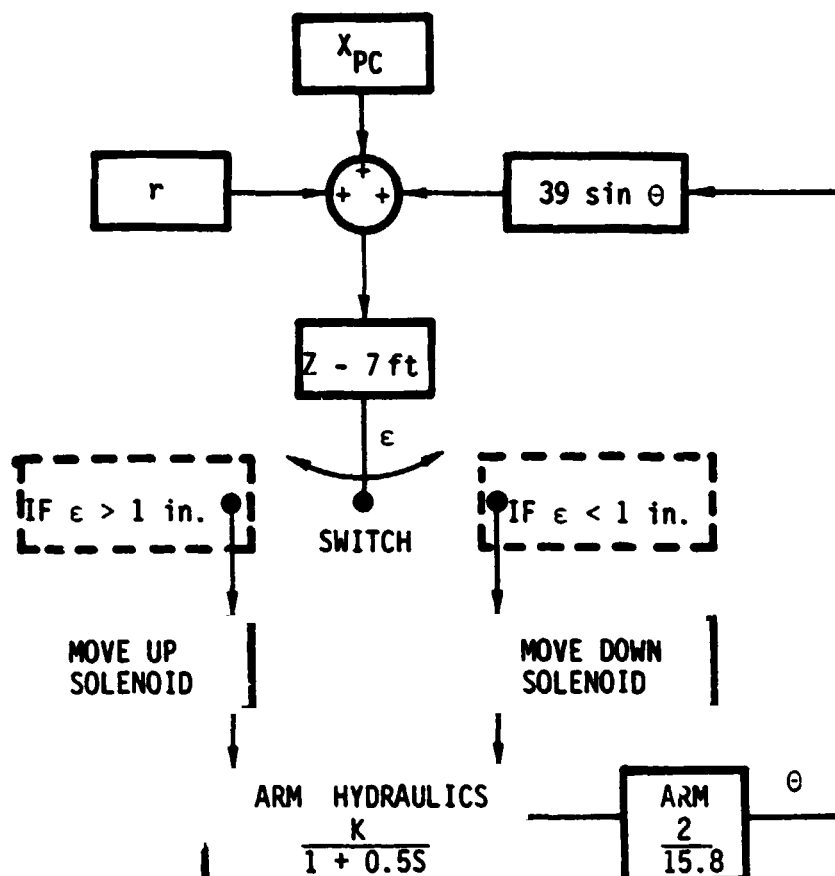 X_PC
r
+
+ +
39 sin θ
Z - 7 ft
ε
IF ε > 1 in.
SWITCH
IF ε < 1 in.
MOVE UP
SOLENOID
MOVE DOWN
SOLENOID
ARM HYDRAULICS
K
1 + 0.5S
ARM
2
15.8
θ